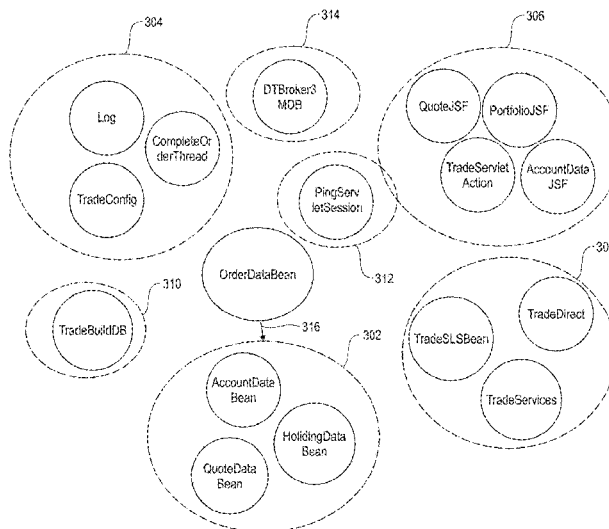 304
314
306
Log
CompleteOr
derThread
TradeConfig
DTBroker3
MDB
QuoteJSF
PortfolioJSF
TradeServlet
Action
AccountData
JSF
PingServ
letSession
312
OrderDataBean
310
TradeBuildDB
316
302
30
TradeSLSBean
TradeDirect
TradeServices
AccountData
Bean
HolidingData
Bean
QuoteData
Bean